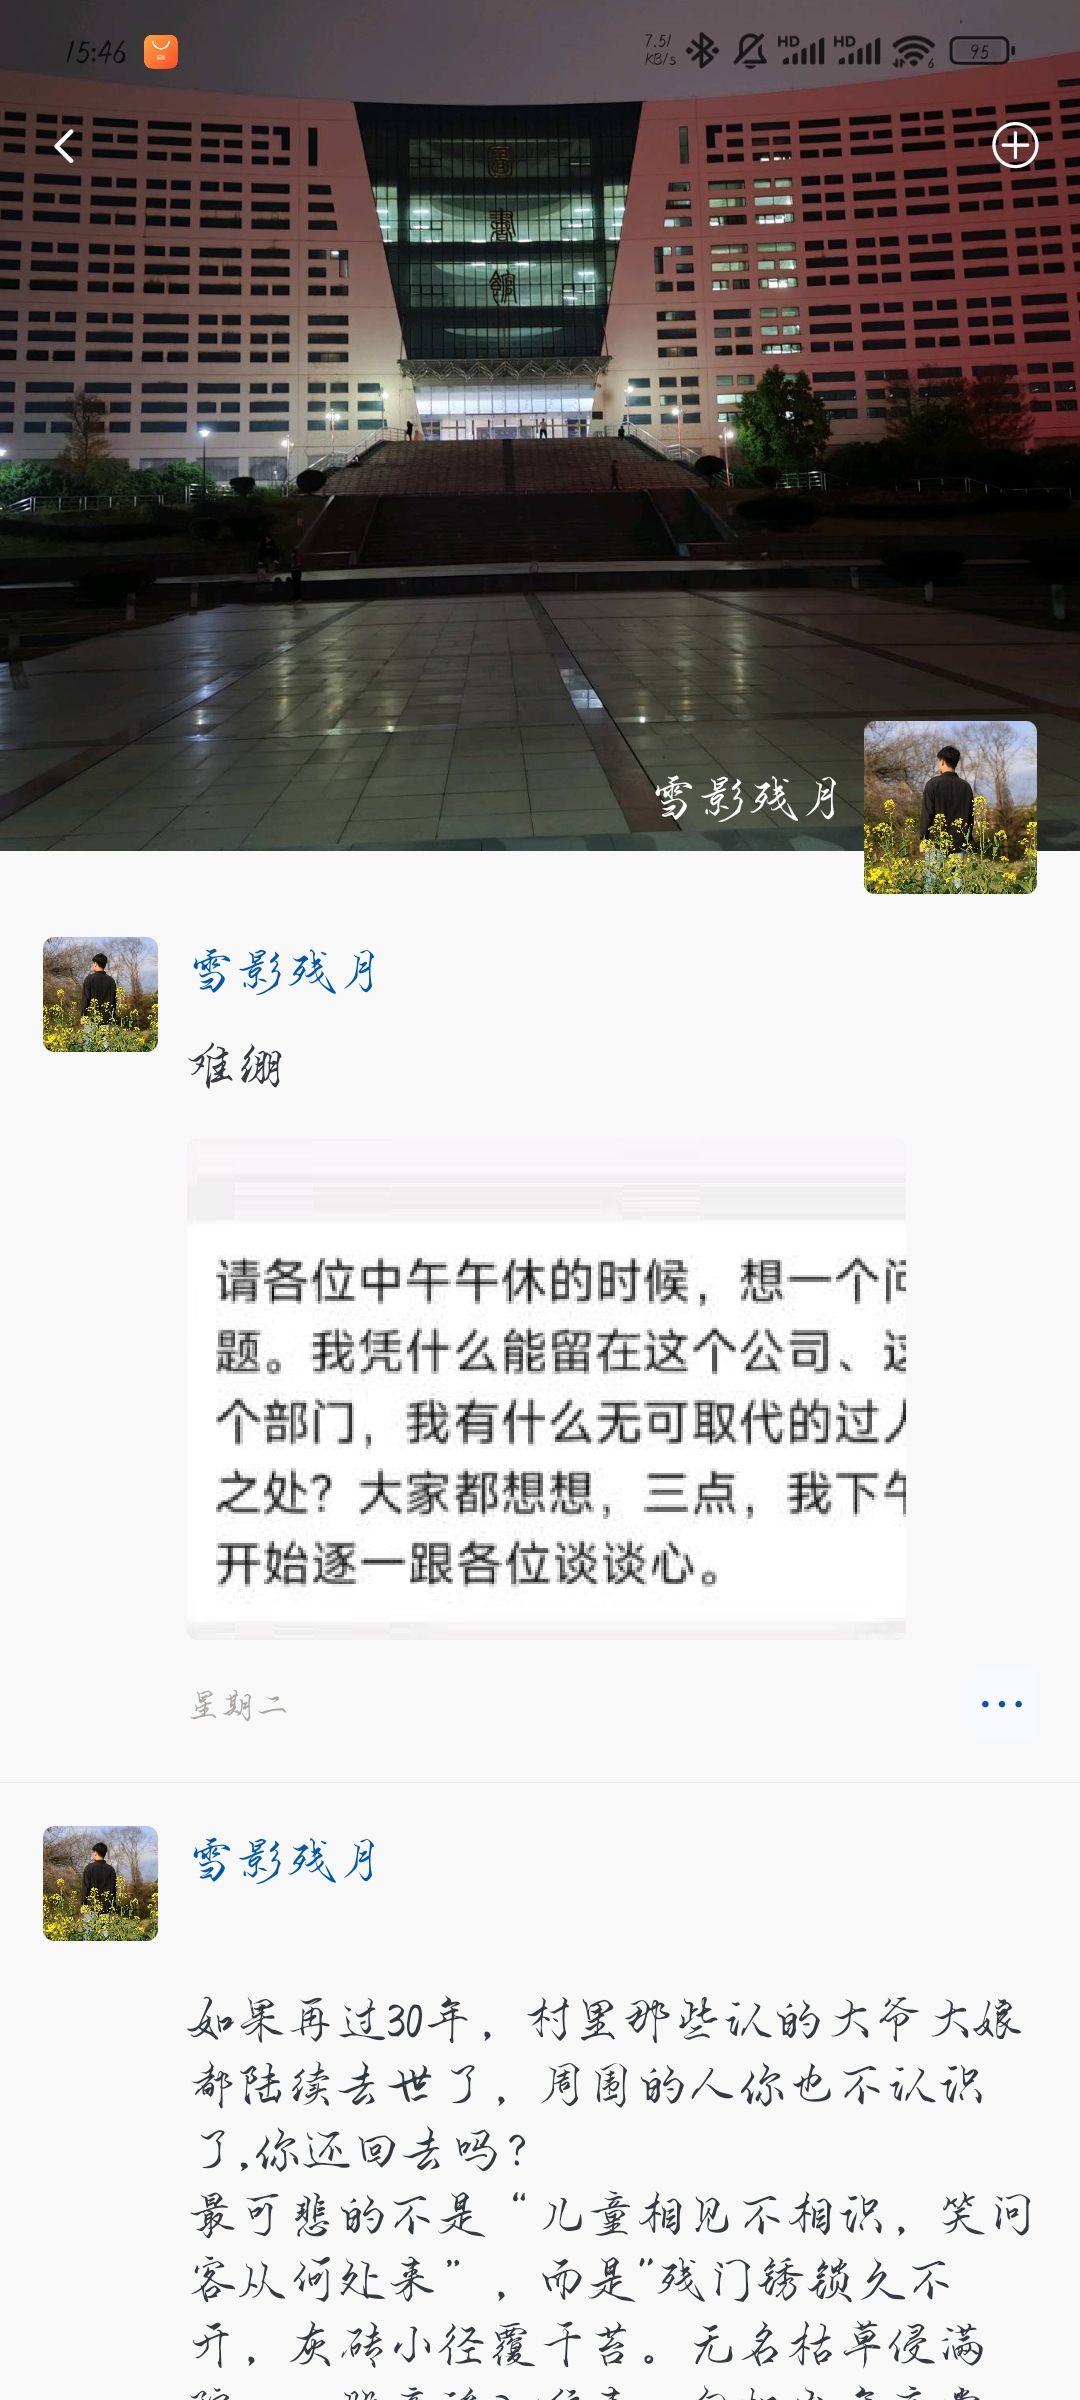 15:46
7.51
KB/s
HD
HD
6
95
圖
書
館
雪影残月
雪影残月
难绷
请各位中午午休的时候，想一个问
题。我凭什么能留在这个公司、这
个部门，我有什么无可取代的过人
之处？大家都想想，三点，我下午
开始逐一跟各位谈谈心。
星期二
雪影残月
如果再过30年，村里那些认的大爷大娘
都陆续去世了，周围的人你也不认识
了,你还回去吗？
最可悲的不是“儿童相见不相识，笑问
客从何处来”，而是"残门锈锁久不
开，灰砖小径覆干苔。无名枯草侵满